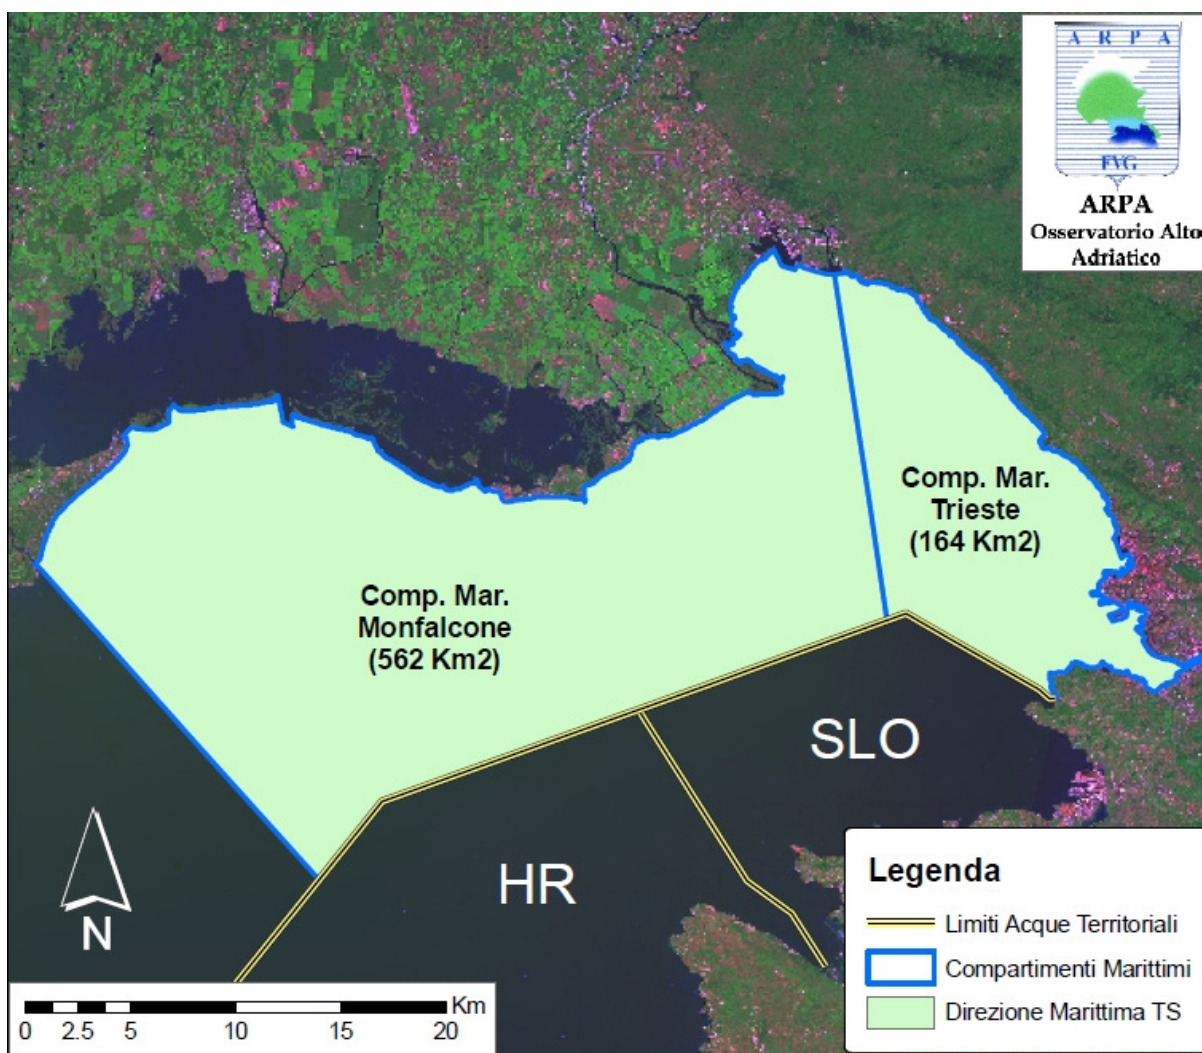 A R P A
FVG
ARPA
Osservatorio Alto
Adriatico
Comp. Mar.
Trieste
(164 Km2)
Comp. Mar.
Monfalcone
(562 Km2)
SLO
HR
N
Km
0 2.5 5 10 15 20
Legenda
Limiti Acque Territoriali
Compartimenti Marittimi
Direzione Marittima TS